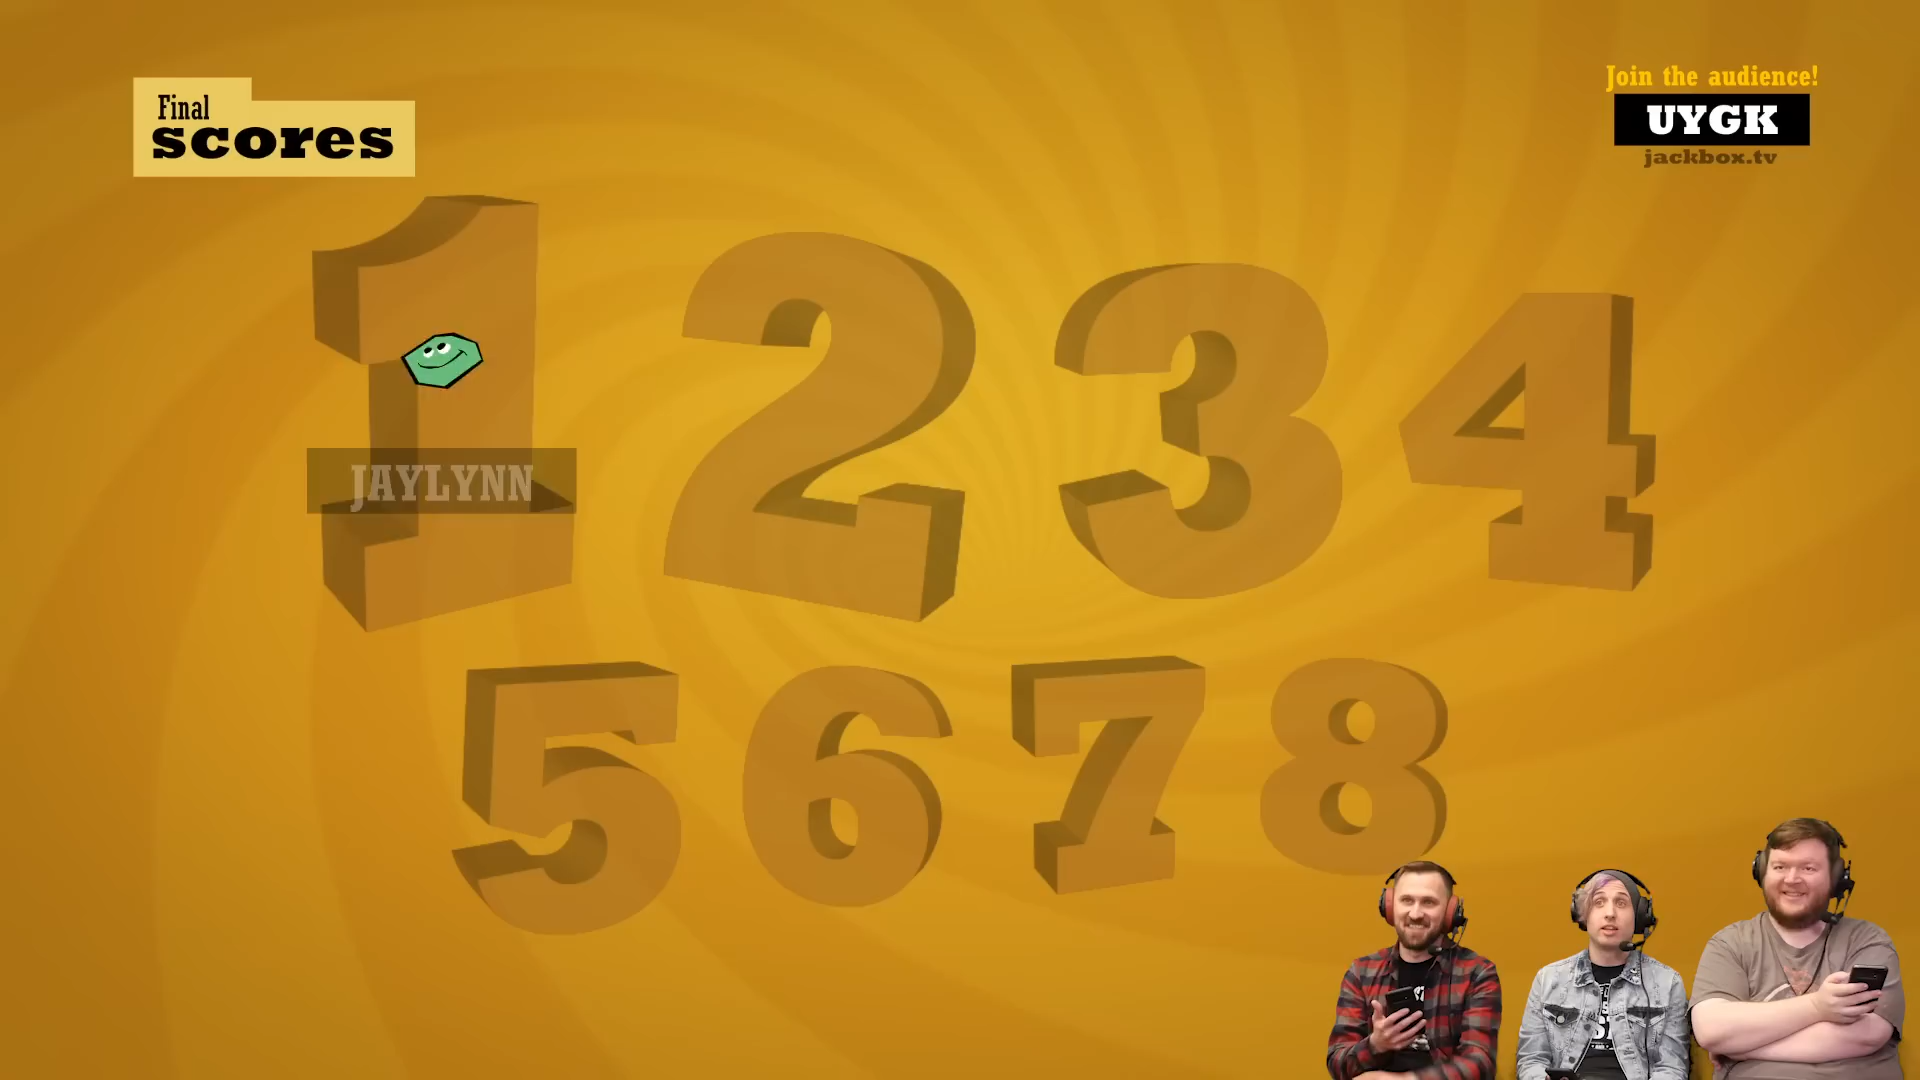 Final
scores
Join the audience!
UYGK
jackbox.tv
1 2 3 4
JAYLYNN
5 6 7 8